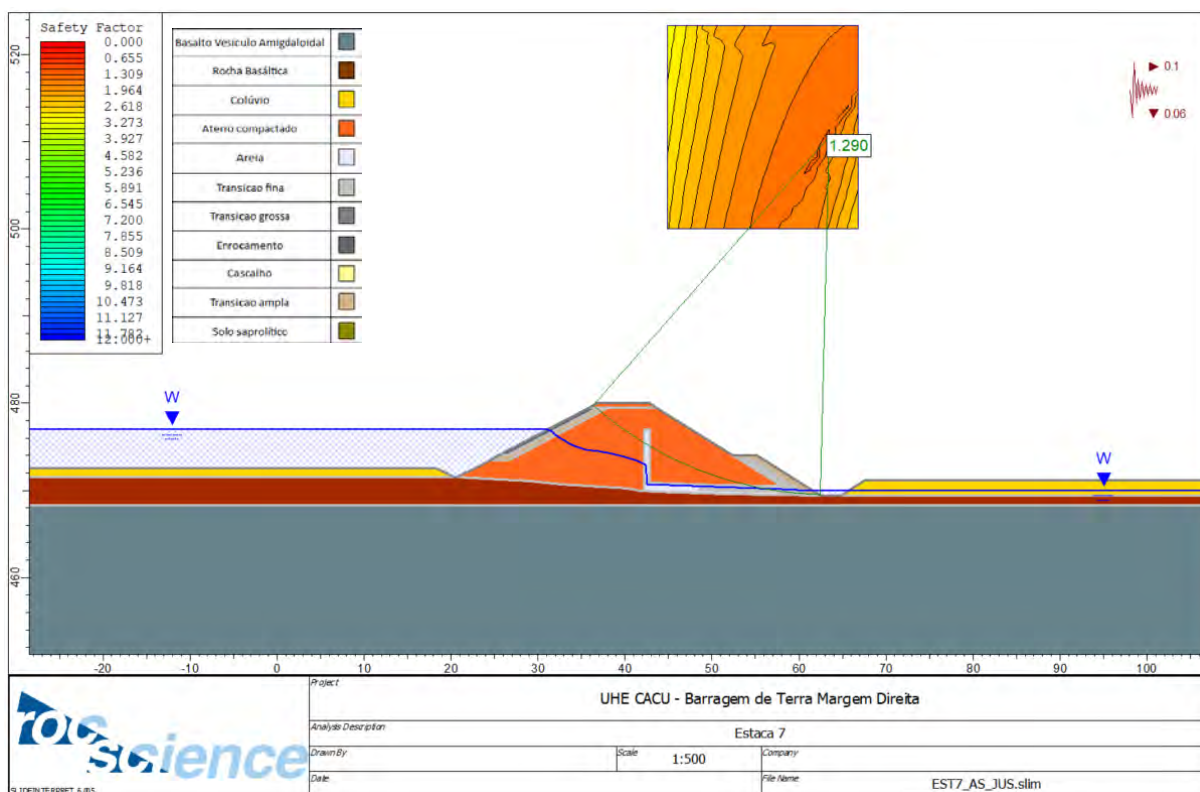 Safety Factor
0.000
0.655
1.309
1.964
2.618
3.273
3.927
4.582
5.236
5.891
6.545
7.200
7.855
8.509
9.164
9.818
10.473
11.127
11.782
12.000+
Basalto Vesículo Amigdaloidal
Rocha Basáltica
Colúvio
Aterro compactado
Areia
Transicao fina
Transicao grossa
Enrocamento
Cascalho
Transicao ampla
Solo saprolítico
1.290
0.1
0.06
520
500
480
460
W
W
-20
-10
0
10
20
30
40
50
60
70
80
90
100
rocscience
SLIDEINTERPRET
Project
UHE CACU - Barragem de Terra Margem Direita
Analysis Description
Estaca 7
Drawn By
Scale
1:500
Company
Date
File Name
EST7_AS_JUS.slim